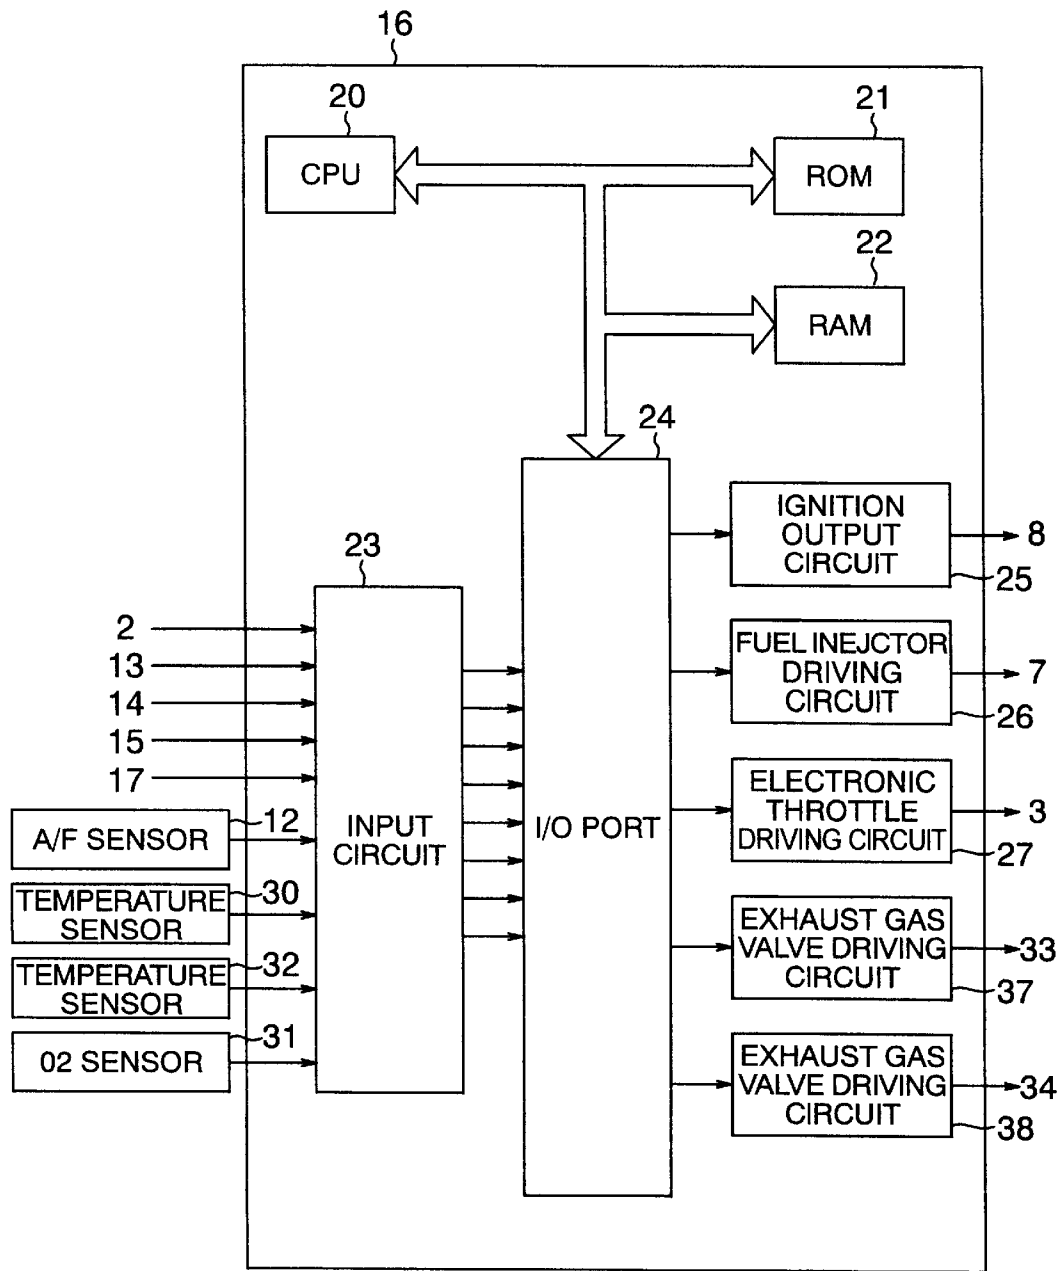 16
20
CPU
21
ROM
22
RAM
24
I/O PORT
23
INPUT
CIRCUIT
2
13
14
15
17
A/F SENSOR
12
TEMPERATURE
SENSOR
30
TEMPERATURE
SENSOR
32
02 SENSOR
31
IGNITION
OUTPUT
CIRCUIT
8
25
FUEL INEJCTOR
DRIVING
CIRCUIT
7
26
ELECTRONIC
THROTTLE
DRIVING CIRCUIT
3
27
EXHAUST GAS
VALVE DRIVING
CIRCUIT
33
37
EXHAUST GAS
VALVE DRIVING
CIRCUIT
34
38